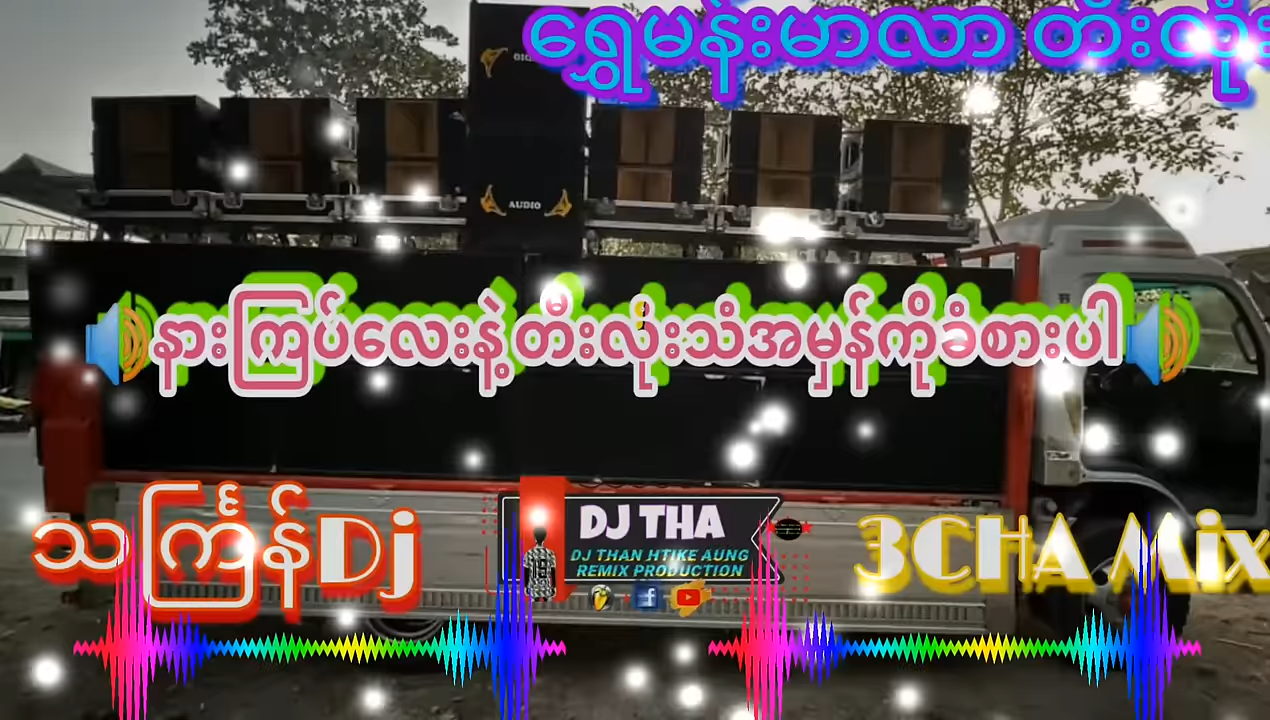 ရွှေမန်းမာလာ တီးလုံး
AUDIO
နားကြပ်လေးနဲ့တီးလုံးသံအမှန်ကိုခံစားပါ
သင်္ကြန်Dj
DJ THA
DJ THAN HTIKE AUNG
REMIX PRODUCTION
3CHA Mix